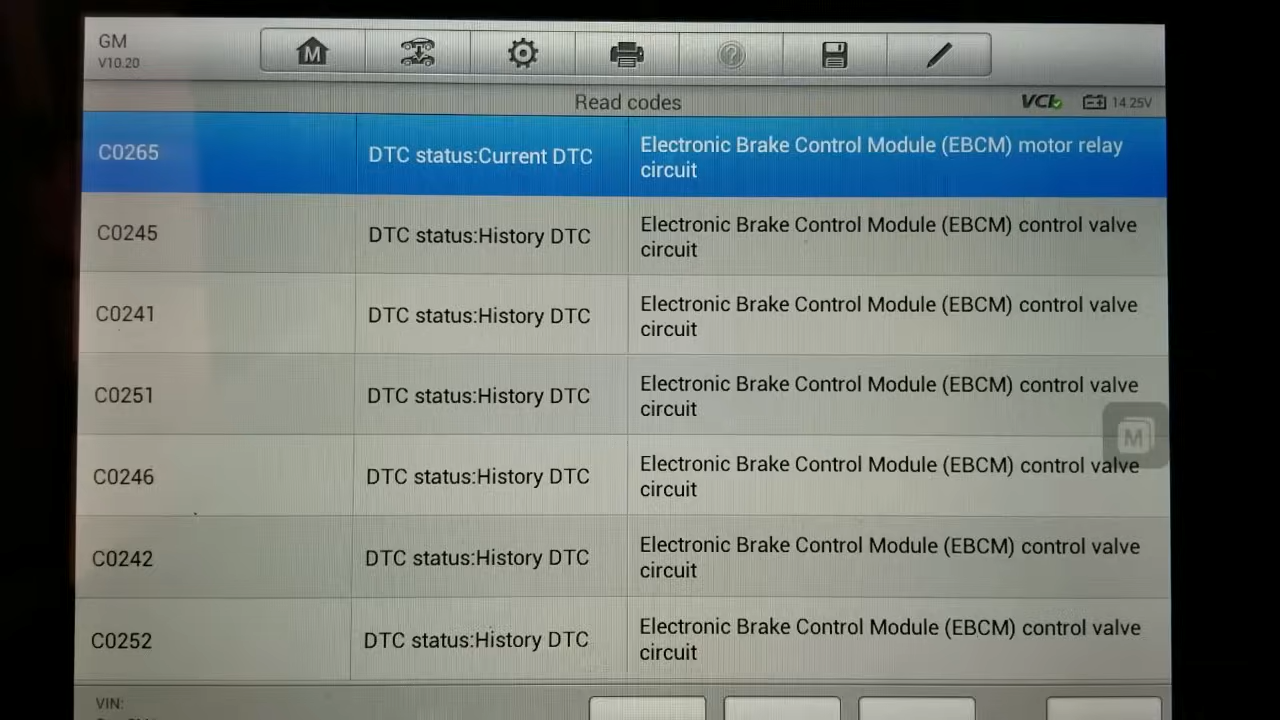 GM
V10.20
M
Read codes
VCI
14.25V
C0265
DTC status:Current DTC
Electronic Brake Control Module (EBCM) motor relay
circuit
C0245
DTC status:History DTC
Electronic Brake Control Module (EBCM) control valve
circuit
C0241
DTC status:History DTC
Electronic Brake Control Module (EBCM) control valve
circuit
C0251
DTC status:History DTC
Electronic Brake Control Module (EBCM) control valve
circuit
M
C0246
DTC status:History DTC
Electronic Brake Control Module (EBCM) control valve
circuit
C0242
DTC status:History DTC
Electronic Brake Control Module (EBCM) control valve
circuit
C0252
DTC status:History DTC
Electronic Brake Control Module (EBCM) control valve
circuit
VIN: